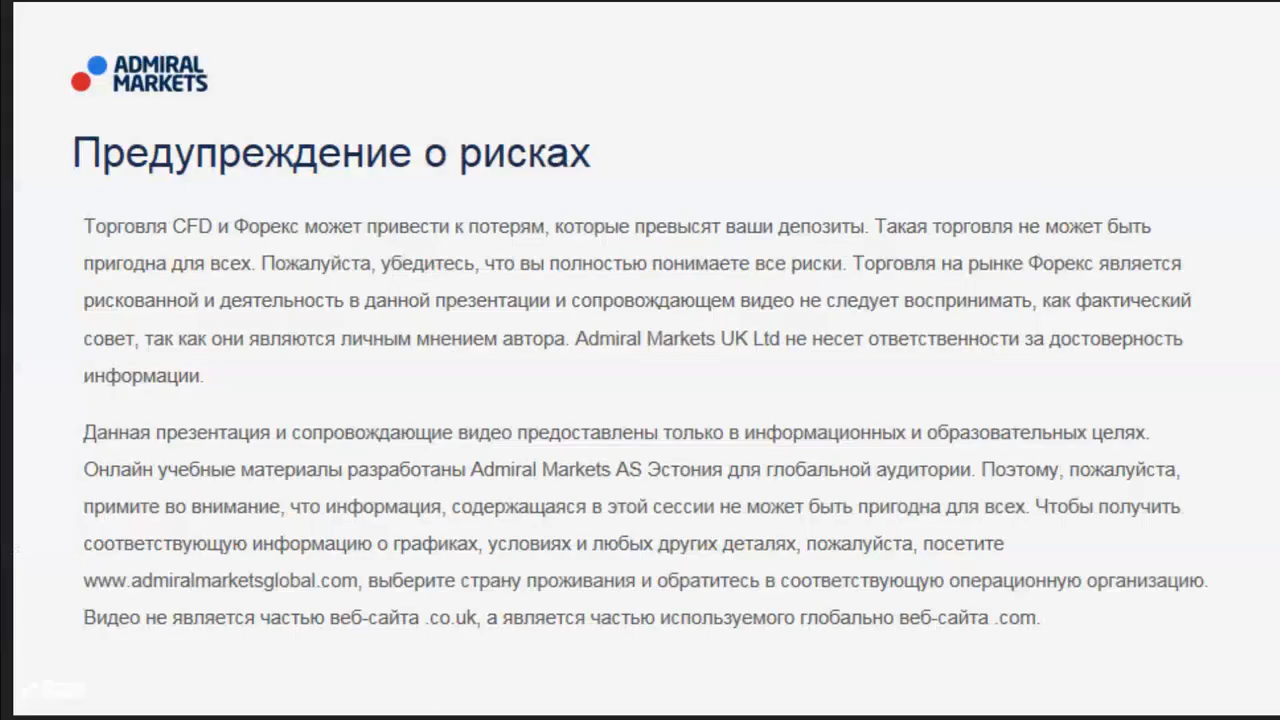 ADMIRAL
MARKETS
Предупреждение о рисках
Торговля CFD и Форекс может привести к потерям, которые превысят ваши депозиты. Такая торговля не может быть
пригодна для всех. Пожалуйста, убедитесь, что вы полностью понимаете все риски. Торговля на рынке Форекс является
рискованной и деятельность в данной презентации и сопровождающем видео не следует воспринимать, как фактический
совет, так как они являются личным мнением автора. Admiral Markets UK Ltd не несет ответственности за достоверность
информации.
Данная презентация и сопровождающие видео предоставлены только в информационных и образовательных целях.
Онлайн учебные материалы разработаны Admiral Markets AS Эстония для глобальной аудитории. Поэтому, пожалуйста,
примите во внимание, что информация, содержащаяся в этой сессии не может быть пригодна для всех. Чтобы получить
соответствующую информацию о графиках, условиях и любых других деталях, пожалуйста, посетите
www.admiralmarketsglobal.com, выберите страну проживания и обратитесь в соответствующую операционную организацию.
Видео не является частью веб-сайта .co.uk, а является частью используемого глобально веб-сайта .com.